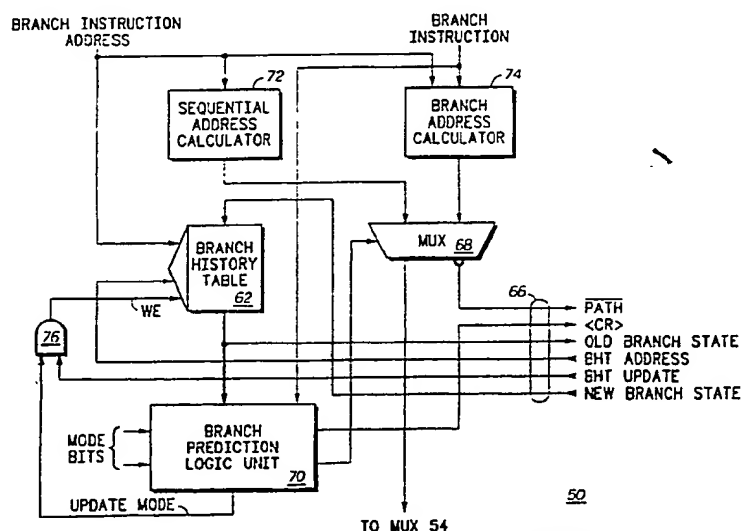 BRANCH INSTRUCTION
ADDRESS
BRANCH
INSTRUCTION
72
SEQUENTIAL
ADDRESS
CALCULATOR
74
BRANCH
ADDRESS
CALCULATOR
MUX 68
BRANCH
HISTORY
TABLE
62
WE
76
66
PATH
<CR>
OLD BRANCH STATE
BHT ADDRESS
BHT UPDATE
NEW BRANCH STATE
MODE
BITS
BRANCH
PREDICTION
LOGIC UNIT
70
UPDATE MODE
50
TO MUX 54